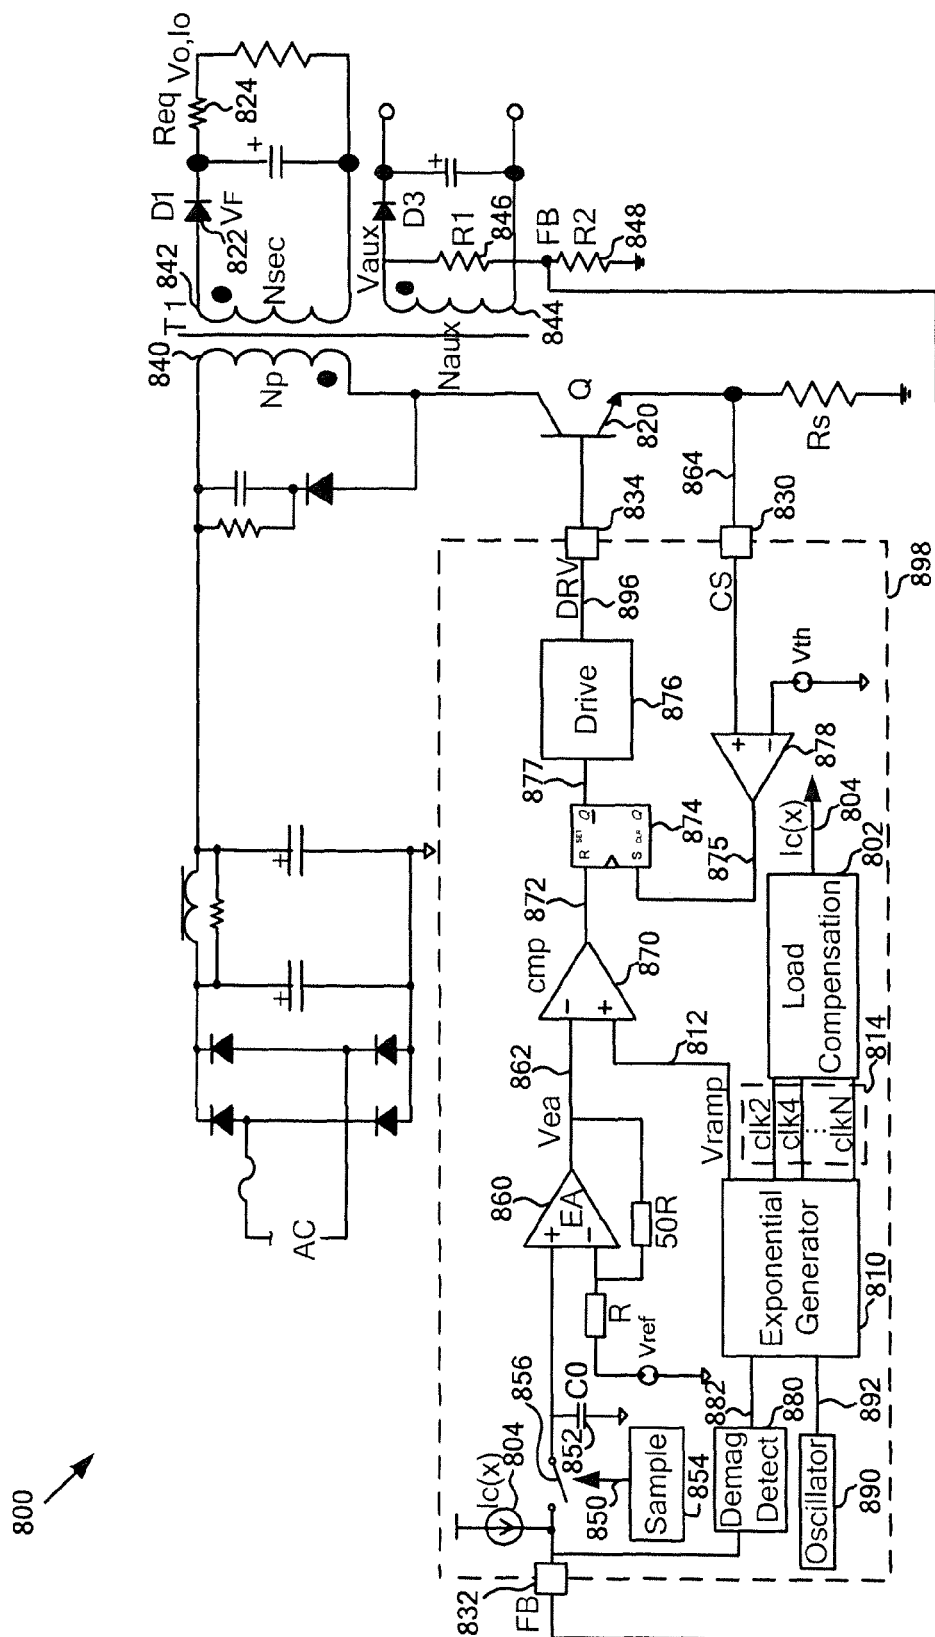 800
T1
842
D1
VF
822
Req
824
Vo,Io
840
Np
Nsec
Vaux
D3
R1
846
FB
R2
848
844
Naux
Q
820
Rs
864
834
830
DRV
896
CS
898
AC
Drive
876
877
874
R
SET
Q
S
CLR
Q
875
878
Vth
Ic(x)
804
802
Load
Compensation
814
cmp
872
870
862
812
Vea
Vramp
clk2
clk4
clkN
860
EA
50R
R
Vref
Exponential
Generator
810
856
C0
852
882
880
892
804
Ic(x)
850
Sample
854
Demag
Detect
Oscillator
890
832
FB